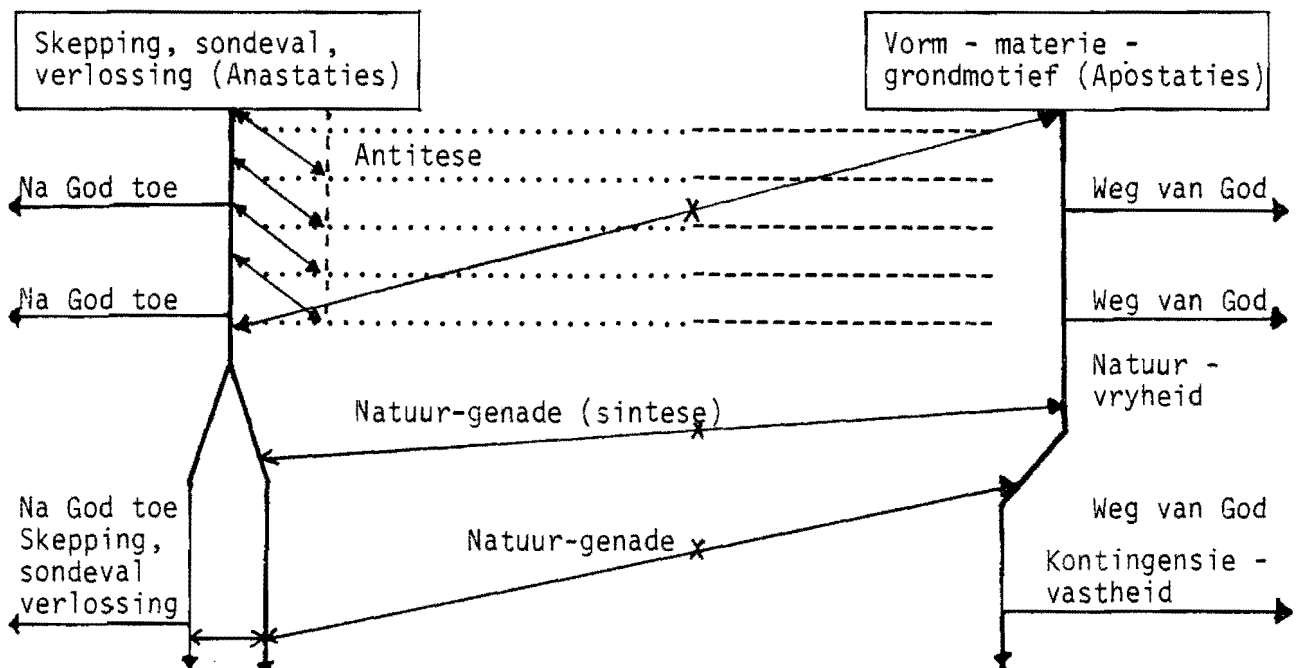 Skepping, sondeval,
verlossing (Anastaties)
Vorm - materie -
grondmotief (Apostaties)
Antitese
Na God toe
Weg van God
Na God toe
Weg van God
Natuur -
vryheid
Natuur-genade (sintese)
Na God toe
Skepping,
sondeval
verlossing
Weg van God
Natuur-genade
Kontingensie -
vastheid